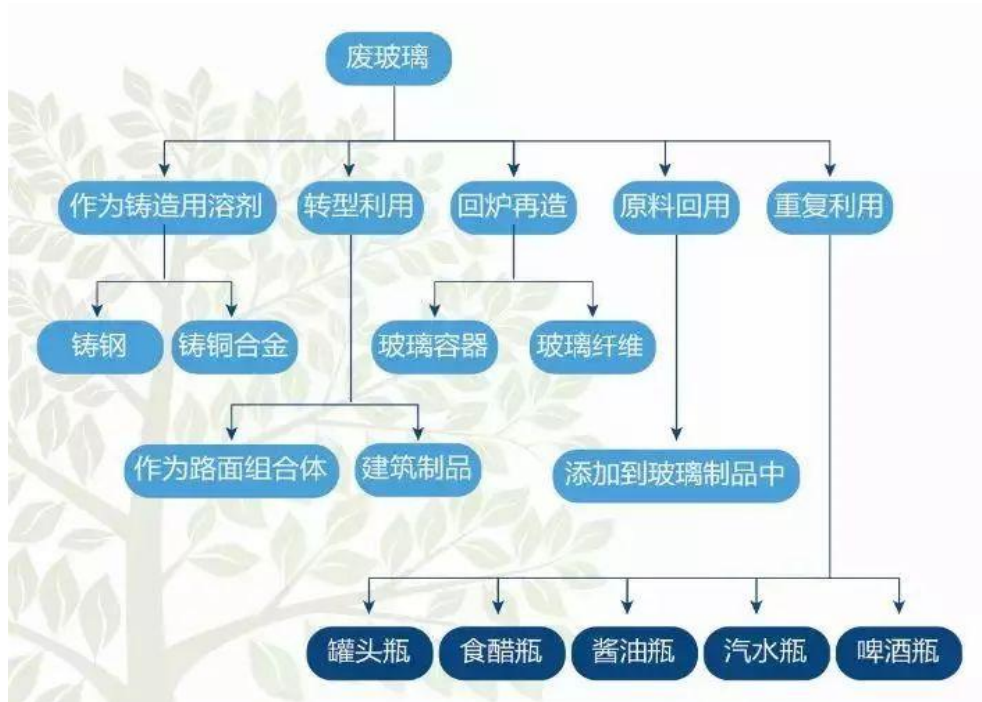 废玻璃
作为铸造用溶剂
转型利用
回炉再造
原料回用
重复利用
铸钢
铸铜合金
玻璃容器
玻璃纤维
作为路面组合体
建筑制品
添加到玻璃制品中
罐头瓶
食醋瓶
酱油瓶
汽水瓶
啤酒瓶